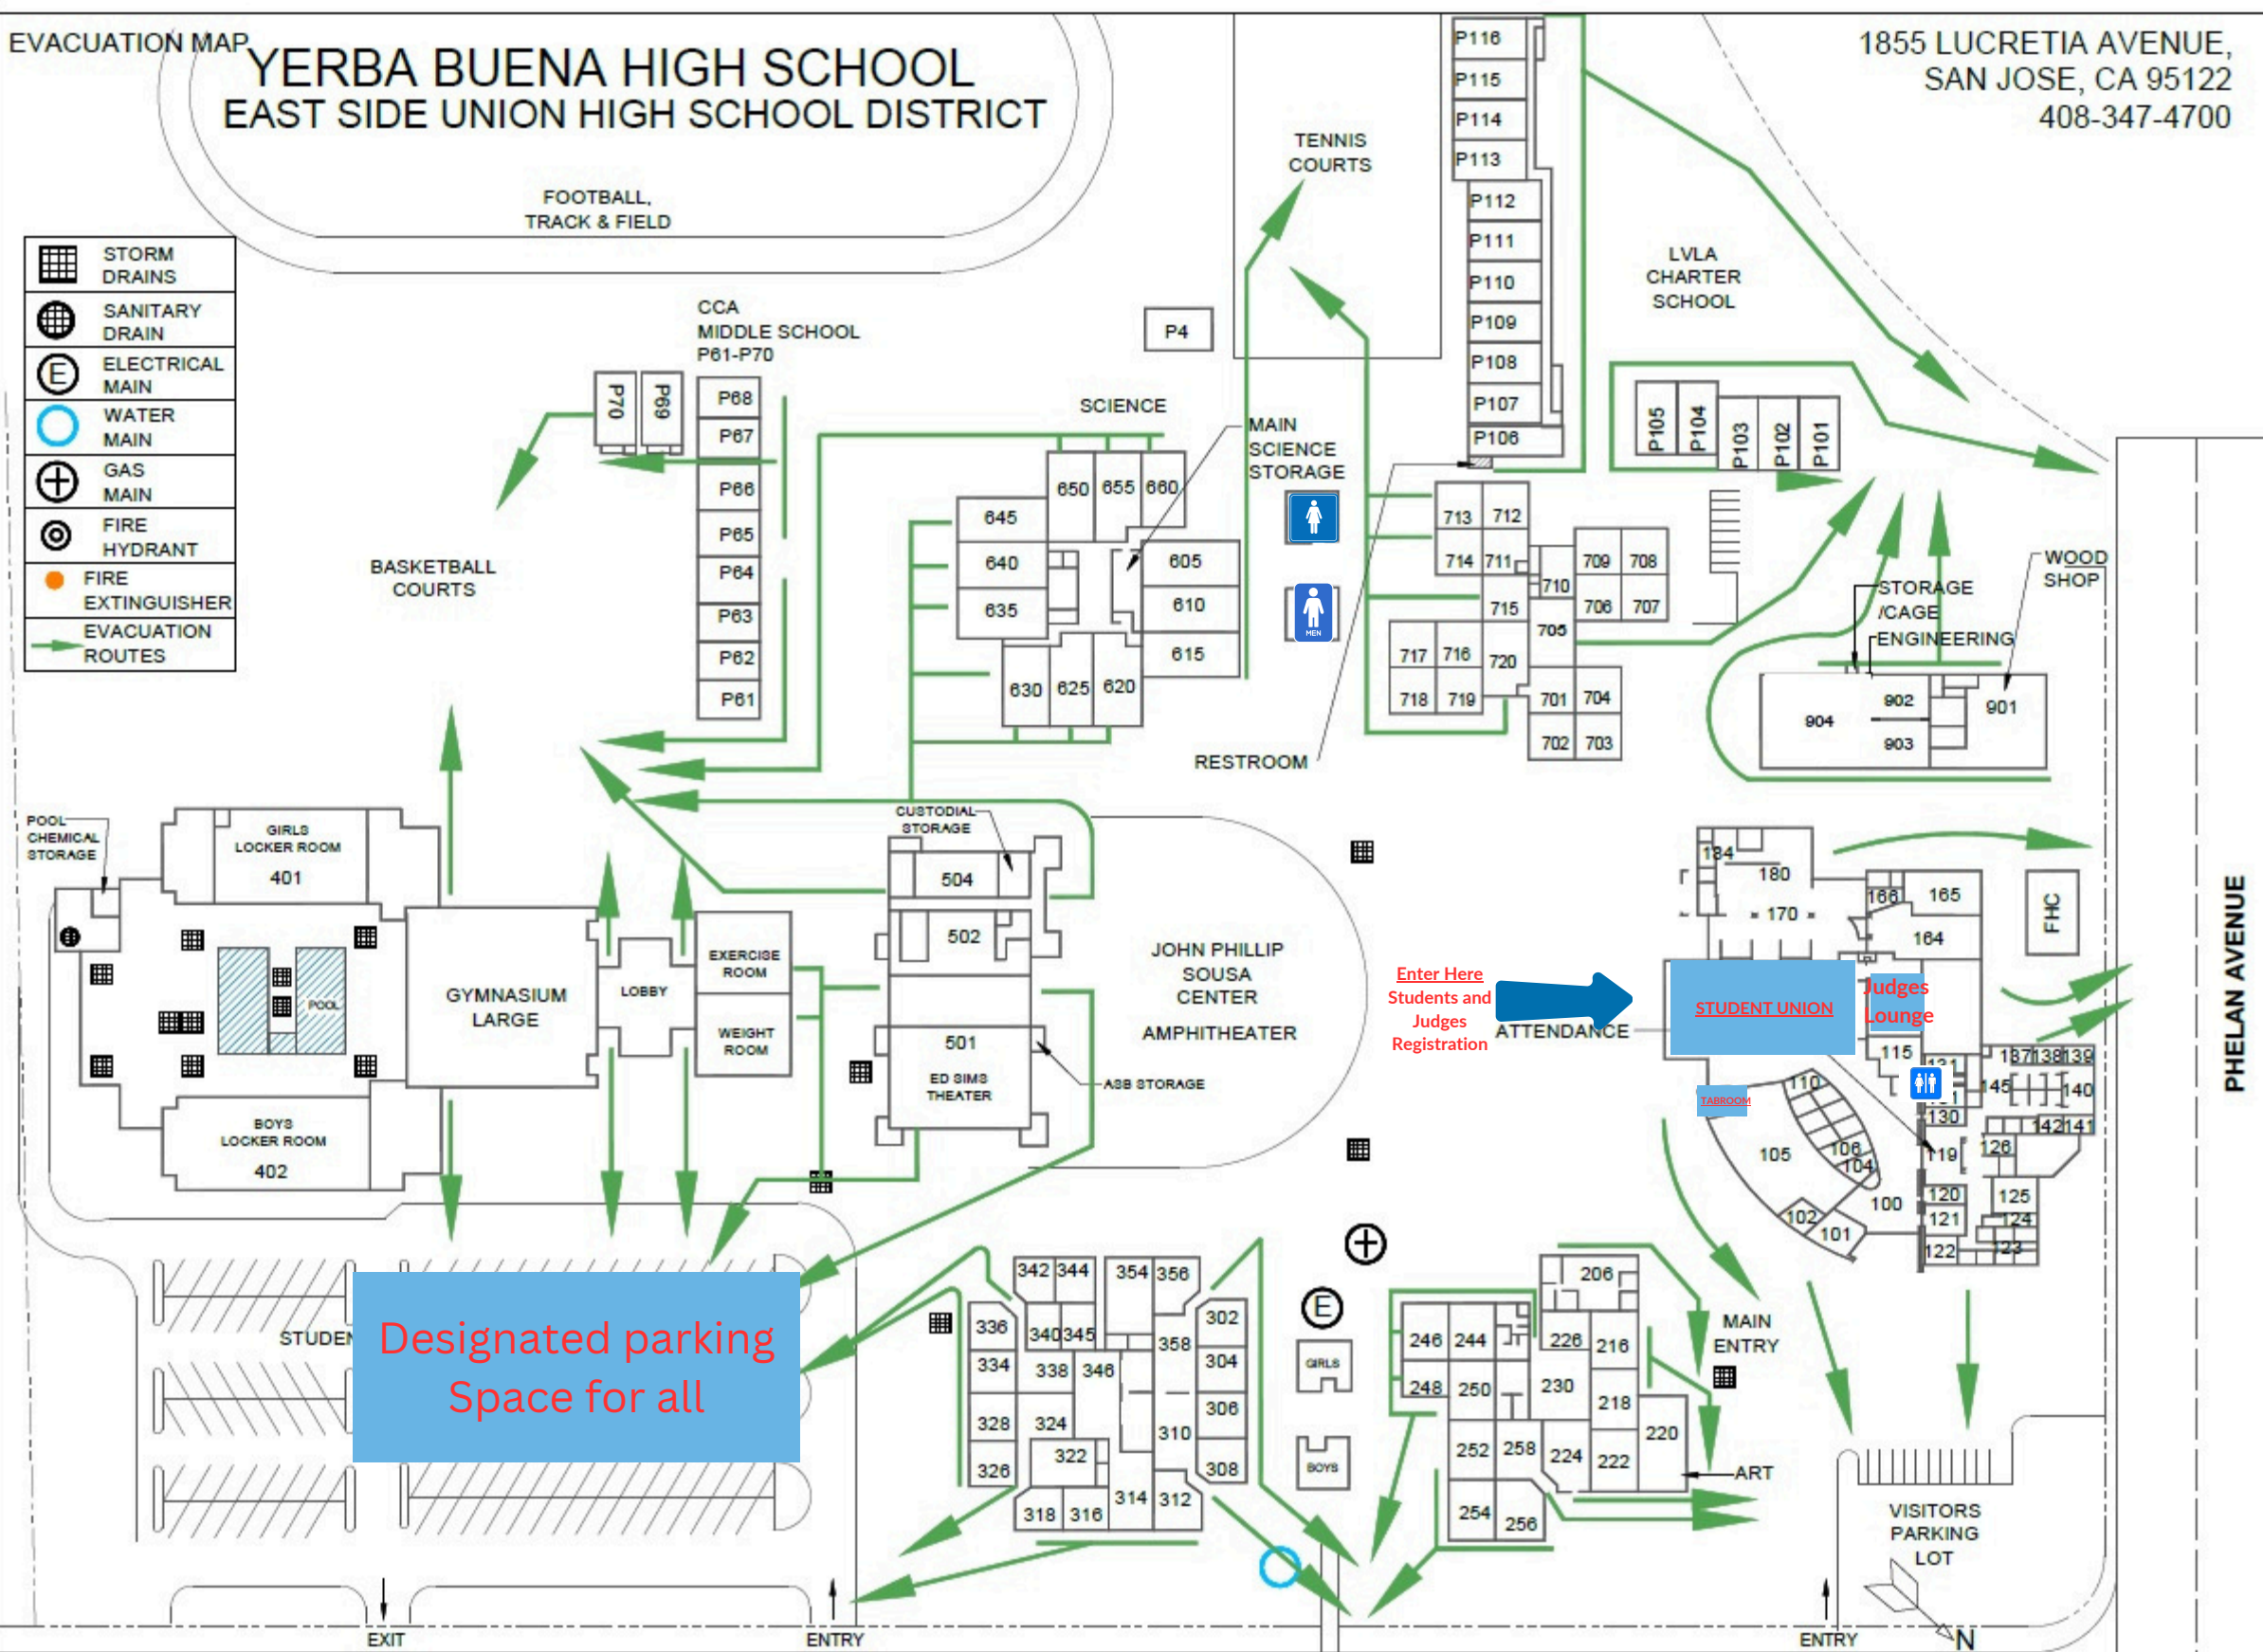 EVACUATION MAP
YERBA BUENA HIGH SCHOOL
EAST SIDE UNION HIGH SCHOOL DISTRICT
1855 LUCRETIA AVENUE,
SAN JOSE, CA 95122
408-347-4700
FOOTBALL,
TRACK & FIELD
TENNIS
COURTS
P116
P115
P114
P113
P112
P111
P110
P109
P108
P107
P106
LVLA
CHARTER
SCHOOL
P105
P104
P103
P102
P101
STORM
DRAINS
SANITARY
DRAIN
E
ELECTRICAL
MAIN
WATER
MAIN
GAS
MAIN
FIRE
HYDRANT
FIRE
EXTINGUISHER
EVACUATION
ROUTES
CCA
MIDDLE SCHOOL
P61-P70
P4
P70
P69
P68
P67
P66
P65
P64
P63
P62
P61
BASKETBALL
COURTS
SCIENCE
MAIN
SCIENCE
STORAGE
650
655
660
645
640
635
605
610
615
630
625
620
MEN
RESTROOM
713
712
714
711
709
708
710
706
707
715
705
717
716
720
718
719
701
704
702
703
WOOD
SHOP
STORAGE
/CAGE
ENGINEERING
904
902
903
901
POOL
CHEMICAL
STORAGE
GIRLS
LOCKER ROOM
401
POOL
BOYS
LOCKER ROOM
402
GYMNASIUM
LARGE
LOBBY
EXERCISE
ROOM
WEIGHT
ROOM
CUSTODIAL
STORAGE
504
502
501
ED SIMS
THEATER
ASB STORAGE
JOHN PHILLIP
SOUSA
CENTER
AMPHITHEATER
Enter Here
Students and
Judges
Registration
ATTENDANCE
STUDENT UNION
Judges
Lounge
TABROOM
184
180
170
166
165
164
FHC
PHELAN AVENUE
115
131
137
138
139
145
140
130
142
141
119
126
110
105
106
104
100
102
101
120
121
122
125
124
123
STUDEN
Designated parking
Space for all
342
344
354
356
336
340
345
302
334
338
346
358
304
328
324
306
310
326
322
308
318
316
314
312
E
GIRLS
BOYS
206
246
244
226
216
248
250
230
218
252
258
224
222
220
254
256
MAIN
ENTRY
ART
VISITORS
PARKING
LOT
N
EXIT
ENTRY
ENTRY